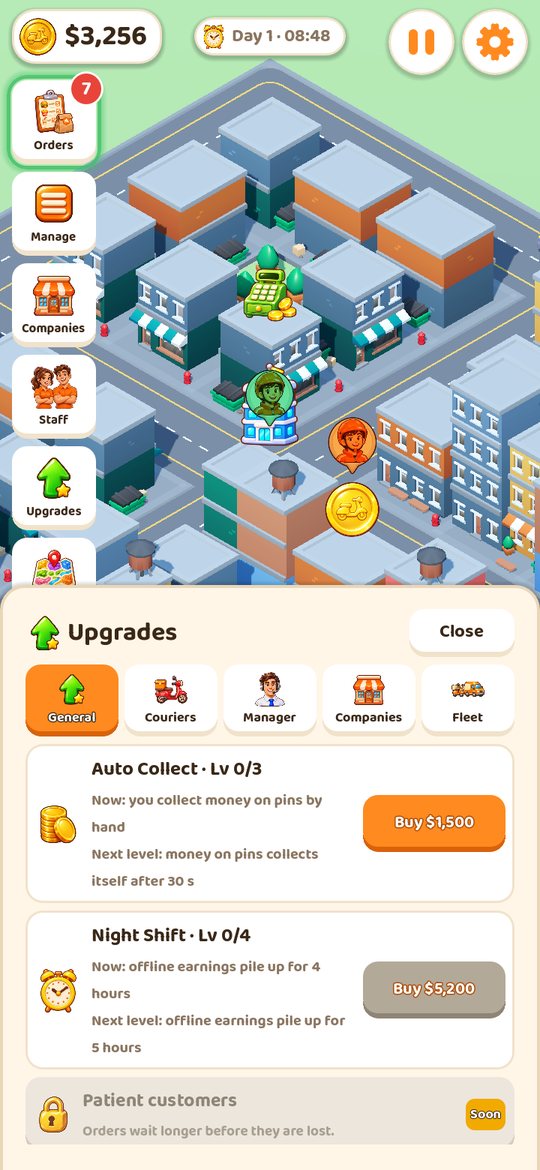 $3,256
Day 1 · 08:48
7
Orders
Manage
Companies
Staff
Upgrades
Upgrades
Close
General
Couriers
Manager
Companies
Fleet
Auto Collect · Lv 0/3
Now: you collect money on pins by
hand
Next level: money on pins collects
itself after 30 s
Buy $1,500
Night Shift · Lv 0/4
Now: offline earnings pile up for 4
hours
Next level: offline earnings pile up for
5 hours
Buy $5,200
Patient customers
Orders wait longer before they are lost.
Soon